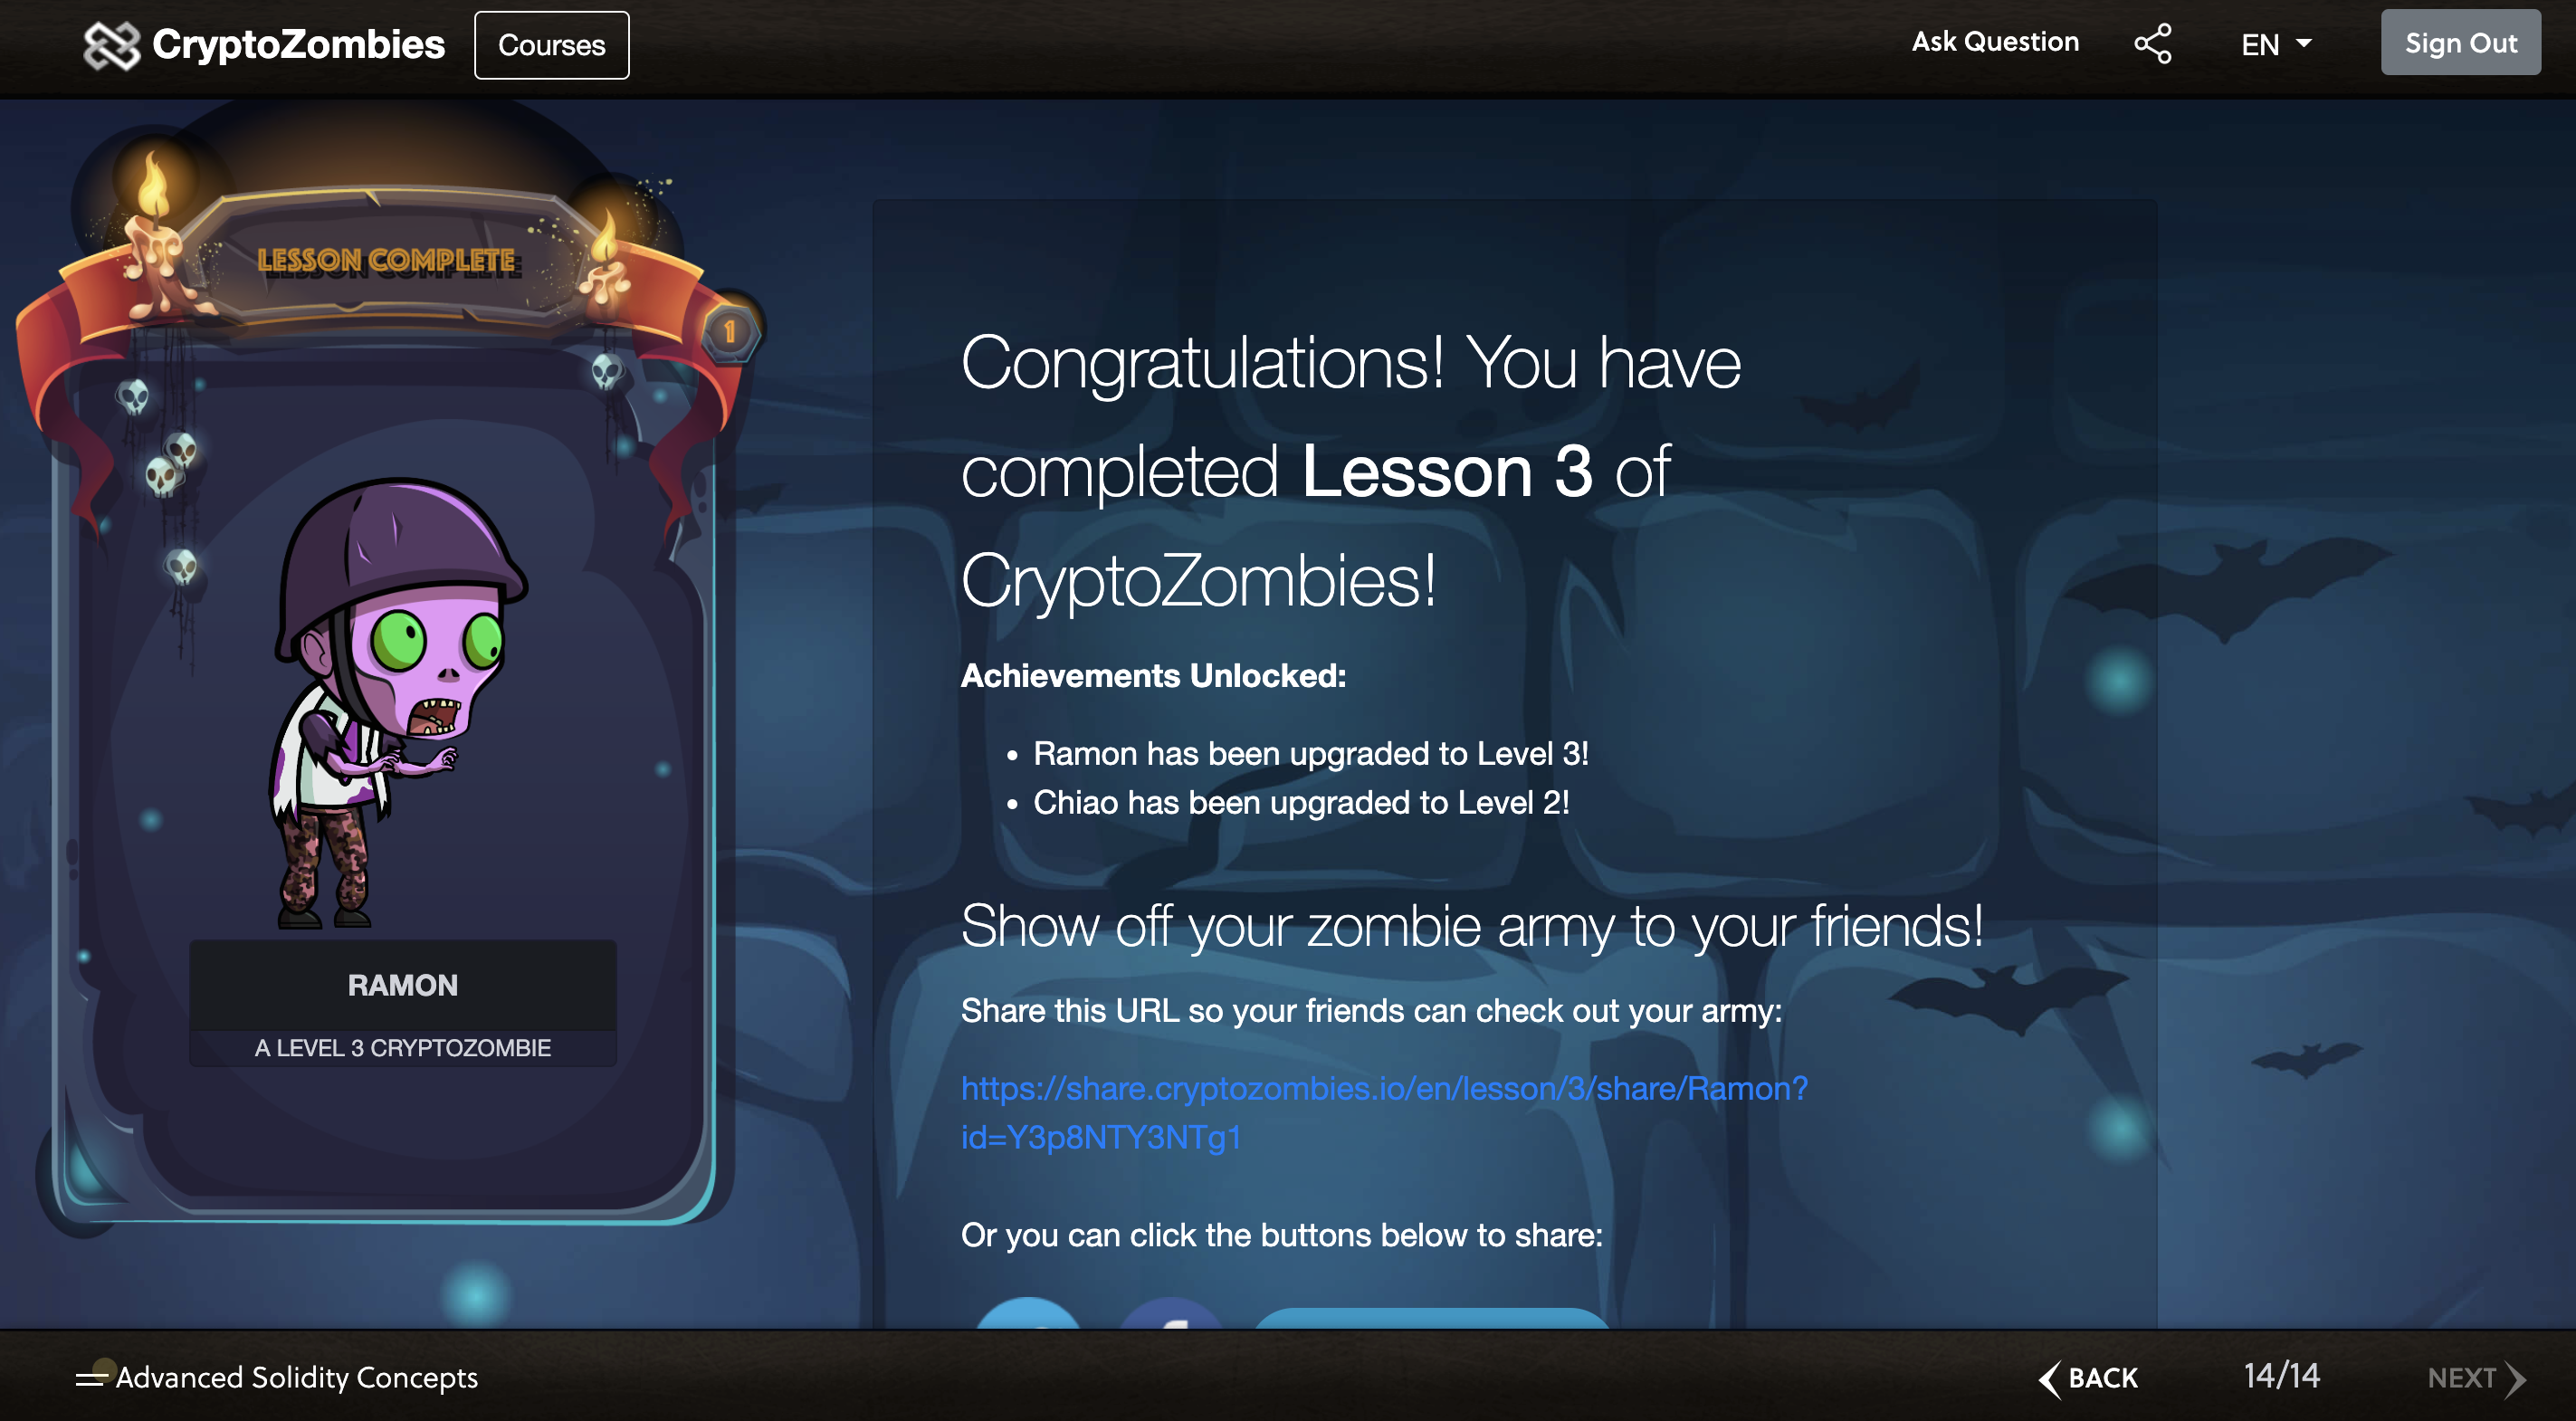 CryptoZombies
Courses
Ask Question
EN
Sign Out
LESSON COMPLETE
1
RAMON
A LEVEL 3 CRYPTOZOMBIE
Congratulations! You have
completed Lesson 3 of
CryptoZombies!
Achievements Unlocked:
• Ramon has been upgraded to Level 3!
• Chiao has been upgraded to Level 2!
Show off your zombie army to your friends!
Share this URL so your friends can check out your army:
https://share.cryptozombies.io/en/lesson/3/share/Ramon?
id=Y3p8NTY3NTg1
Or you can click the buttons below to share:
Advanced Solidity Concepts
BACK
14/14
NEXT